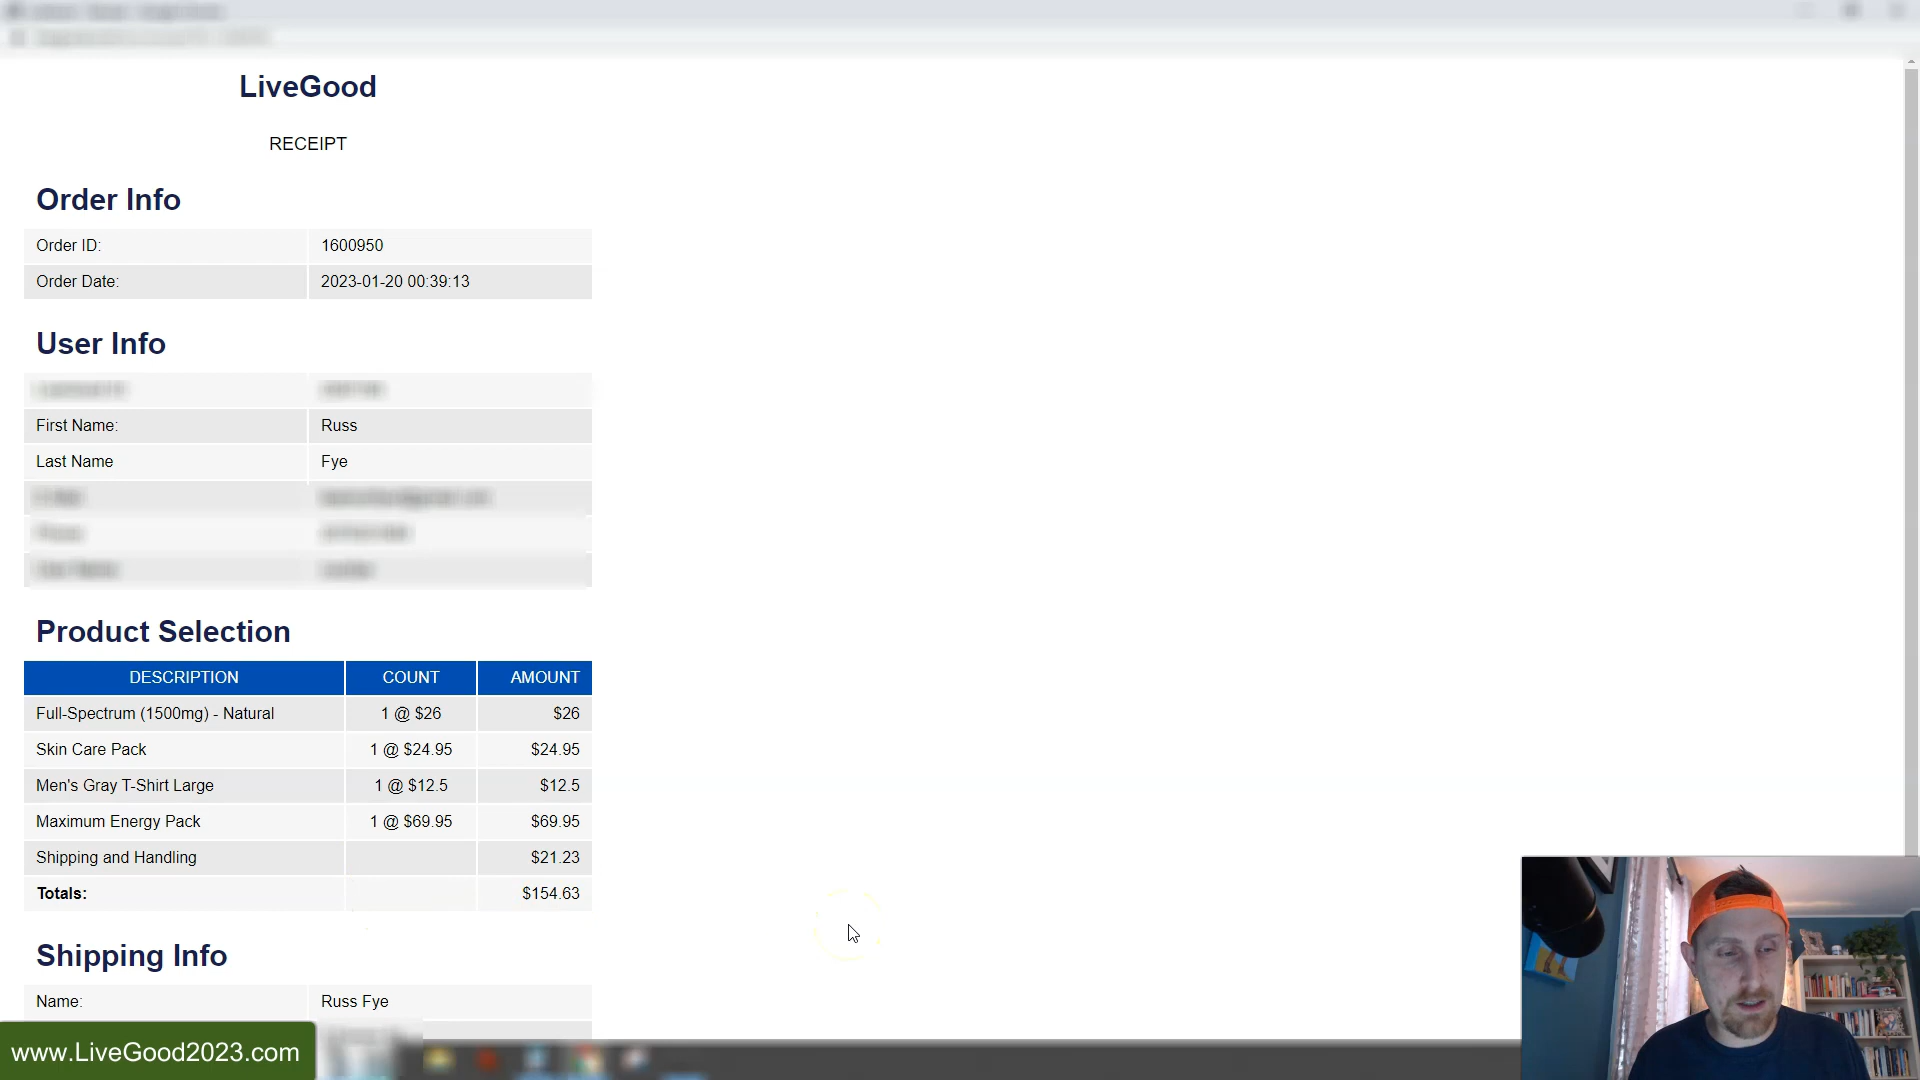 LiveGood
RECEIPT
Order Info
Order ID: 1600950
Order Date: 2023-01-20 00:39:13
User Info
First Name: Russ
Last Name Fye
Product Selection
DESCRIPTION COUNT AMOUNT
Full-Spectrum (1500mg) - Natural 1 @ $26 $26
Skin Care Pack 1 @ $24.95 $24.95
Men's Gray T-Shirt Large 1 @ $12.5 $12.5
Maximum Energy Pack 1 @ $69.95 $69.95
Shipping and Handling $21.23
Totals: $154.63
Shipping Info
Name: Russ Fye
www.LiveGood2023.com